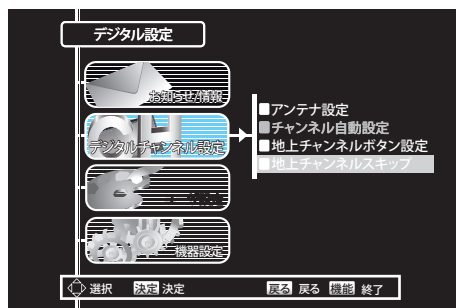 デジタル設定
お知らせ/情報
デジタルチャンネル設定
機器設定
■アンテナ設定
■チャンネル自動設定
■地上チャンネルボタン設定
■地上チャンネルスキップ
選択 決定 決定 戻る 戻る 機能 終了